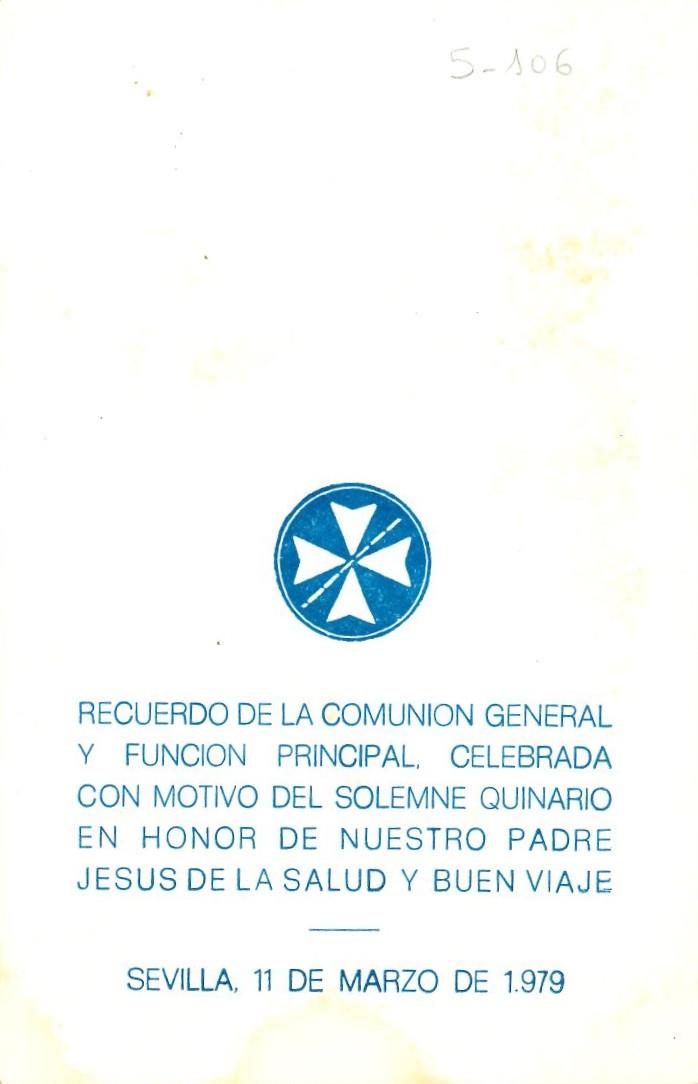 5-106
RECUERDO DE LA COMUNION GENERAL
Y FUNCION PRINCIPAL, CELEBRADA
CON MOTIVO DEL SOLEMNE QUINARIO
EN HONOR DE NUESTRO PADRE
JESUS DE LA SALUD Y BUEN VIAJE
SEVILLA, 11 DE MARZO DE 1.979